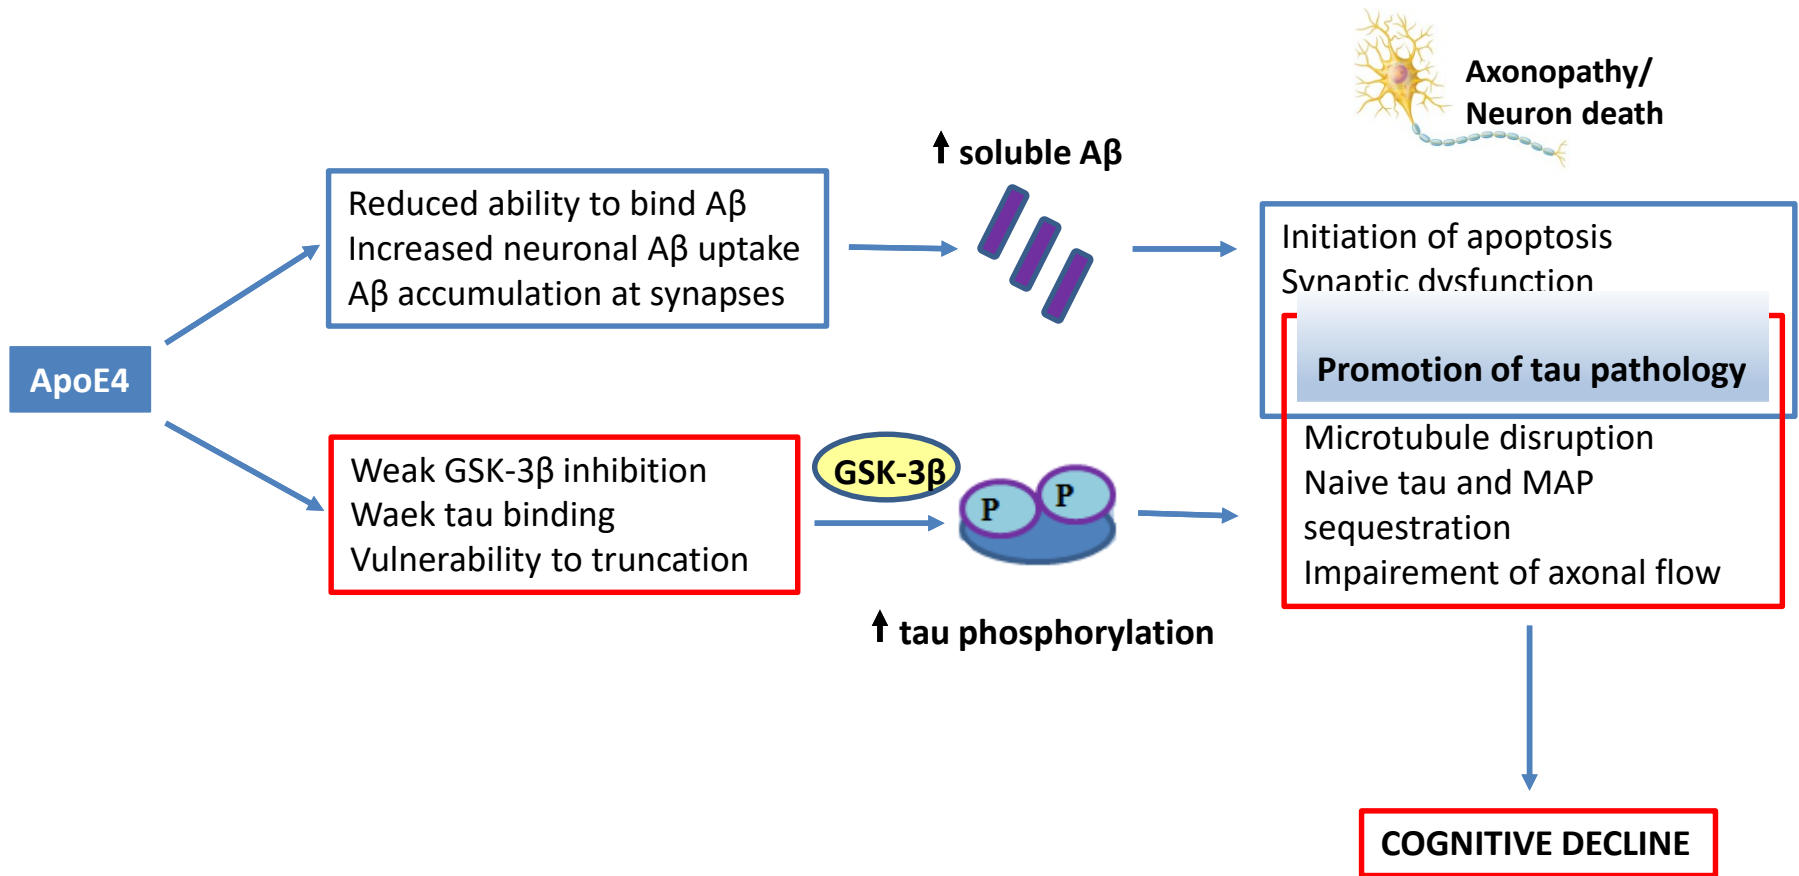 Axonopathy/
Neuron death
↑ soluble Aβ
Reduced ability to bind Aβ
Increased neuronal Aβ uptake
Aβ accumulation at synapses
Initiation of apoptosis
Synaptic dysfunction
Promotion of tau pathology
ApoE4
Weak GSK-3β inhibition
Waek tau binding
Vulnerability to truncation
GSK-3β
P
P
Microtubule disruption
Naive tau and MAP
sequestration
Impairement of axonal flow
↑ tau phosphorylation
COGNITIVE DECLINE